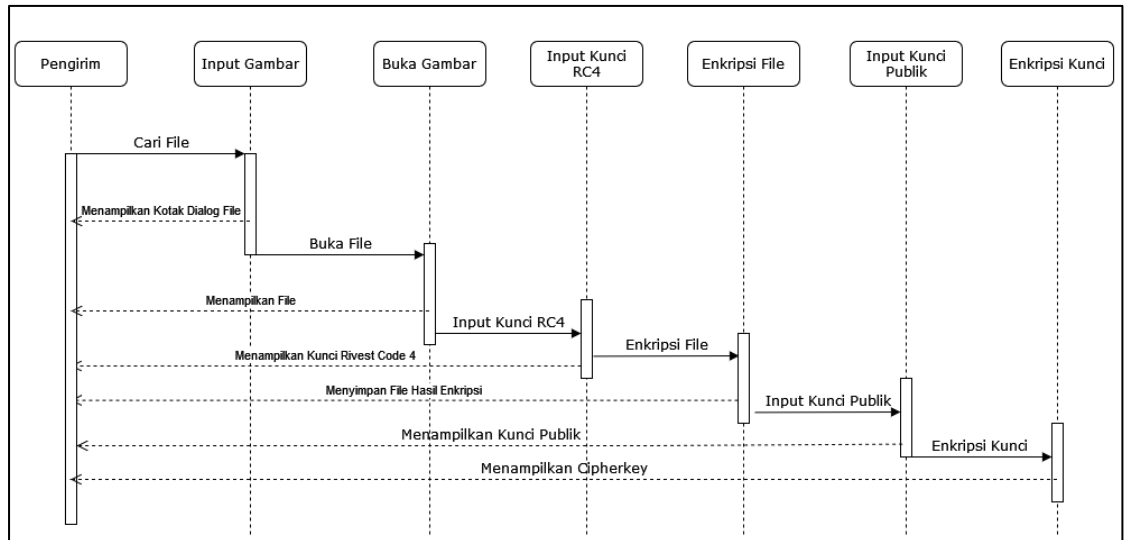 Pengirim
Input Gambar
Buka Gambar
Input Kunci
RC4
Enkripsi File
Input Kunci
Publik
Enkripsi Kunci
Cari File
Menampilkan Kotak Dialog File
Buka File
Menampilkan File
Input Kunci RC4
Enkripsi File
Menampilkan Kunci Rivest Code 4
Menyimpan File Hasil Enkripsi
Input Kunci Publik
Menampilkan Kunci Publik
Enkripsi Kunci
Menampilkan Cipherkey